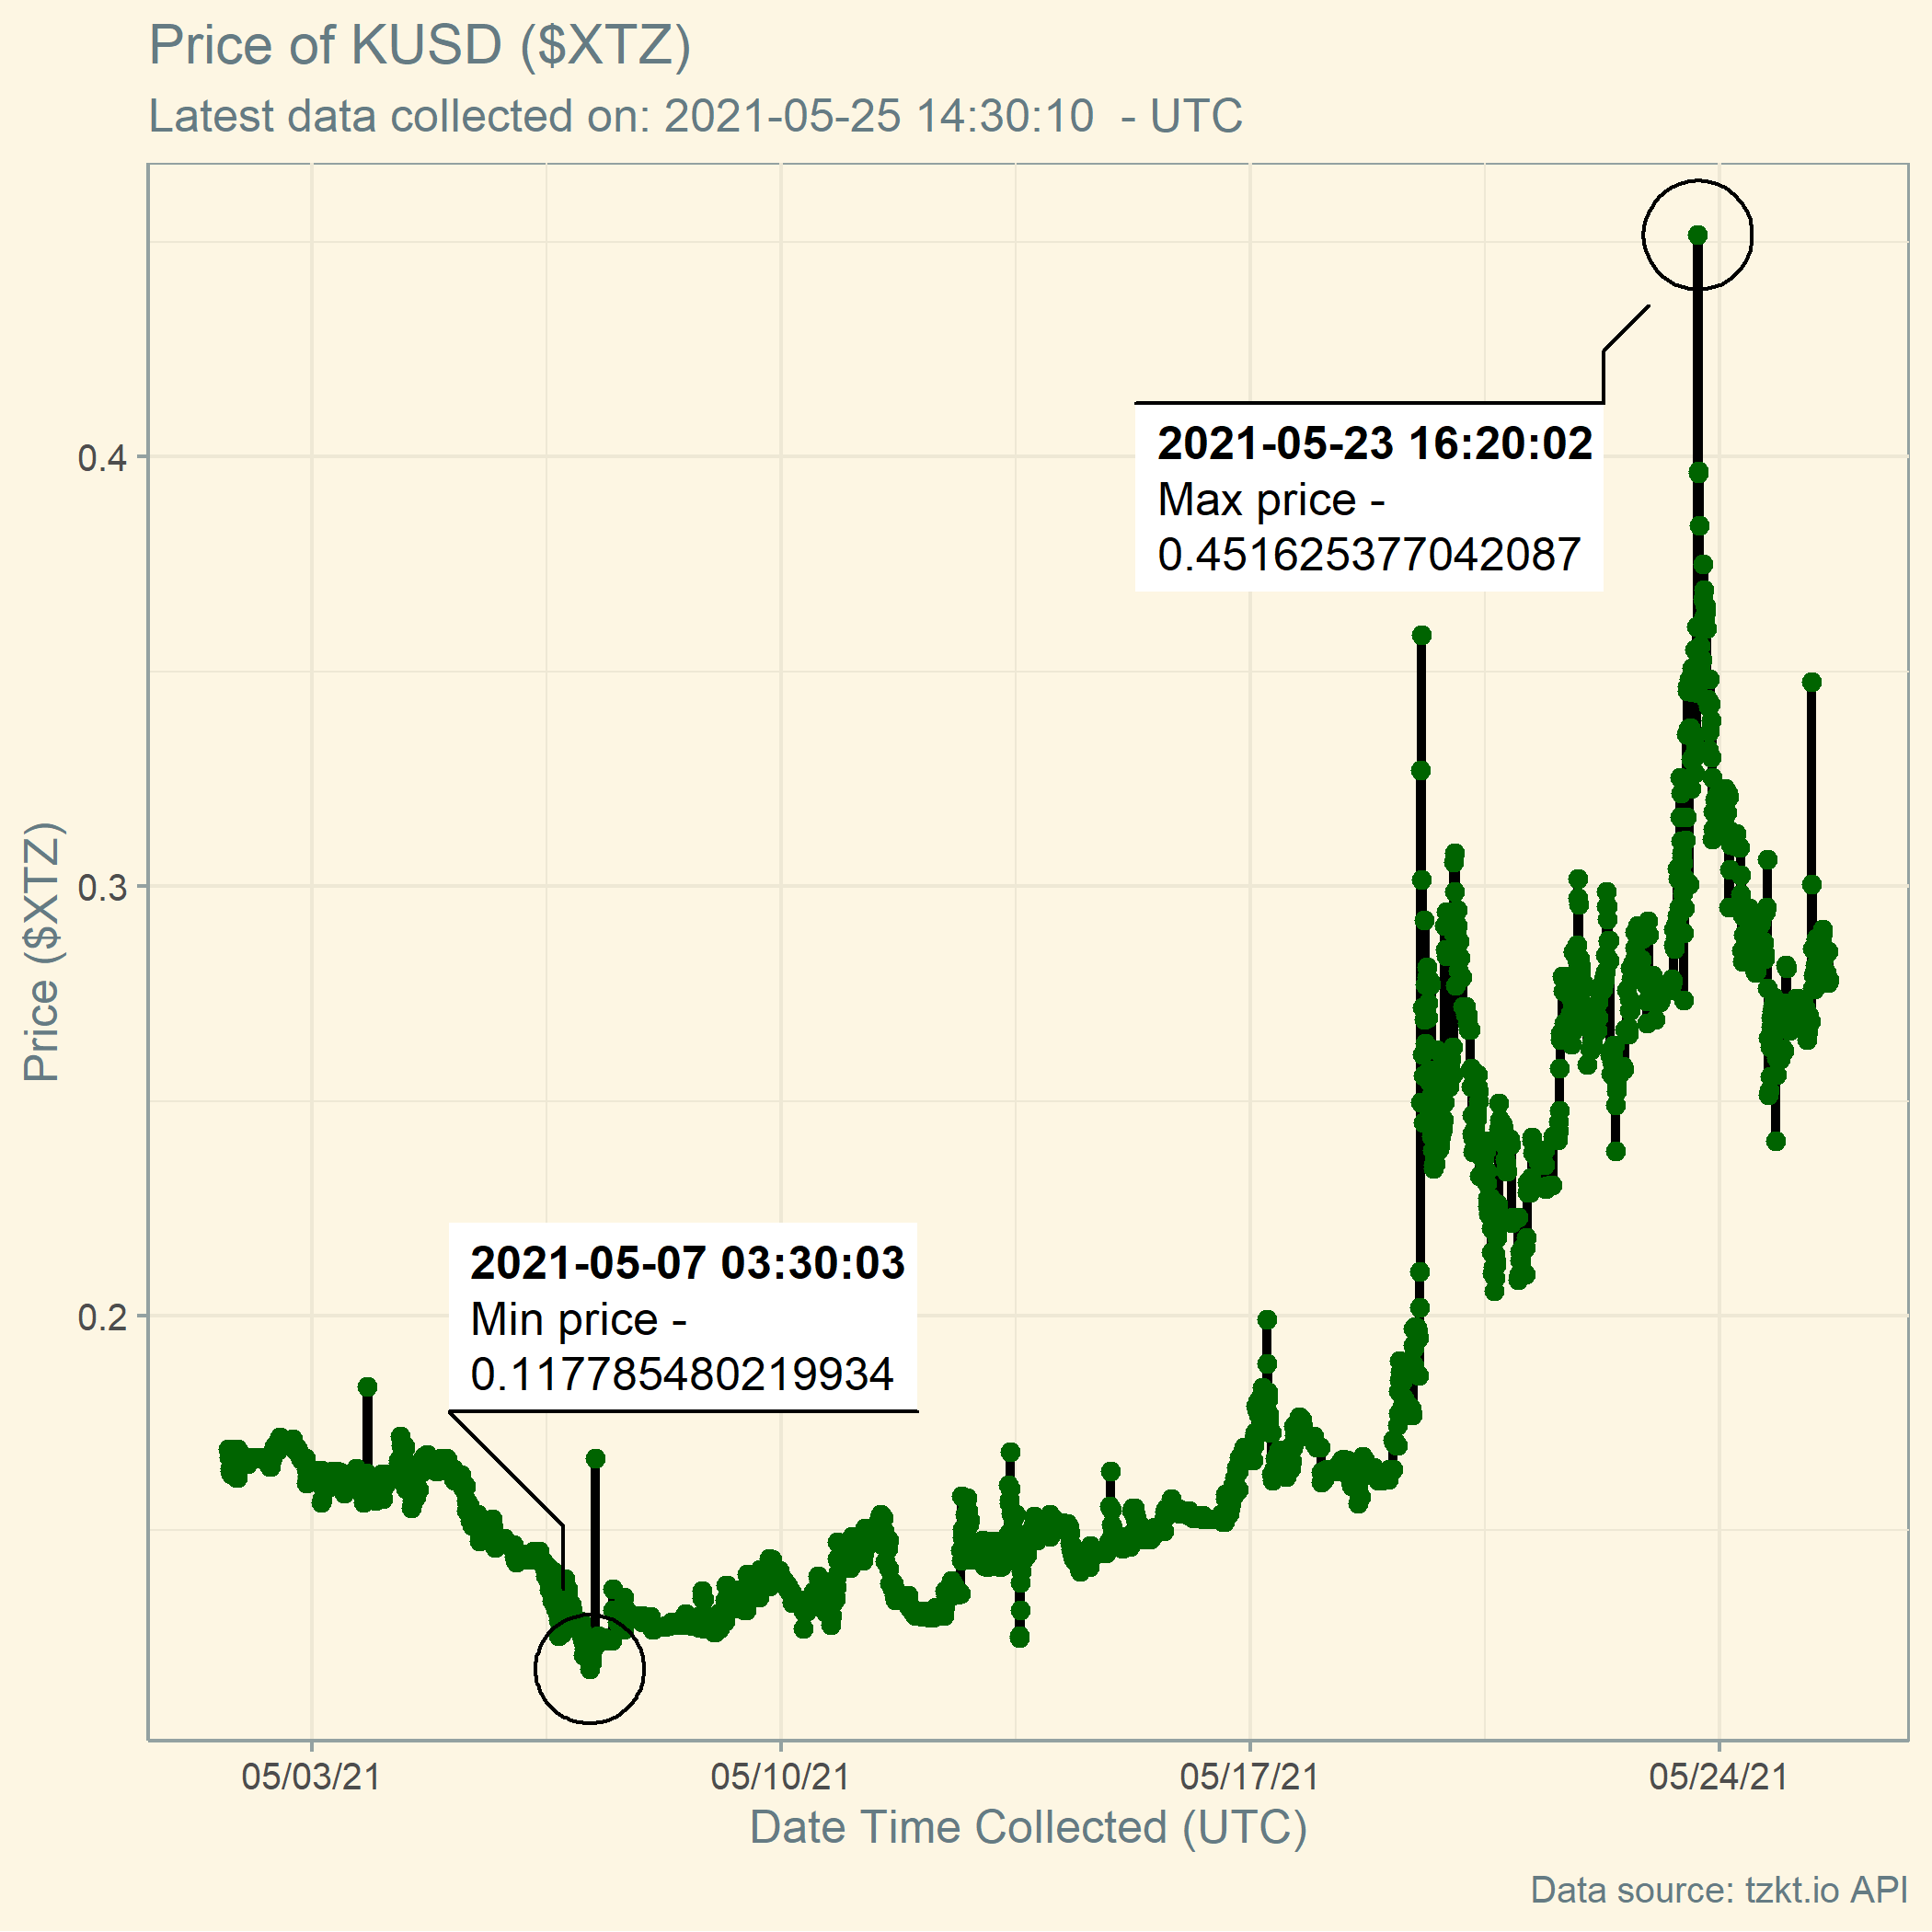 Price of KUSD ($XTZ)
Latest data collected on: 2021-05-25 14:30:10  - UTC
Price ($XTZ)
0.4
0.3
0.2
2021-05-23 16:20:02
Max price -
0.451625377042087
2021-05-07 03:30:03
Min price -
0.117785480219934
05/03/21
05/10/21
05/17/21
05/24/21
Date Time Collected (UTC)
Data source: tzkt.io API